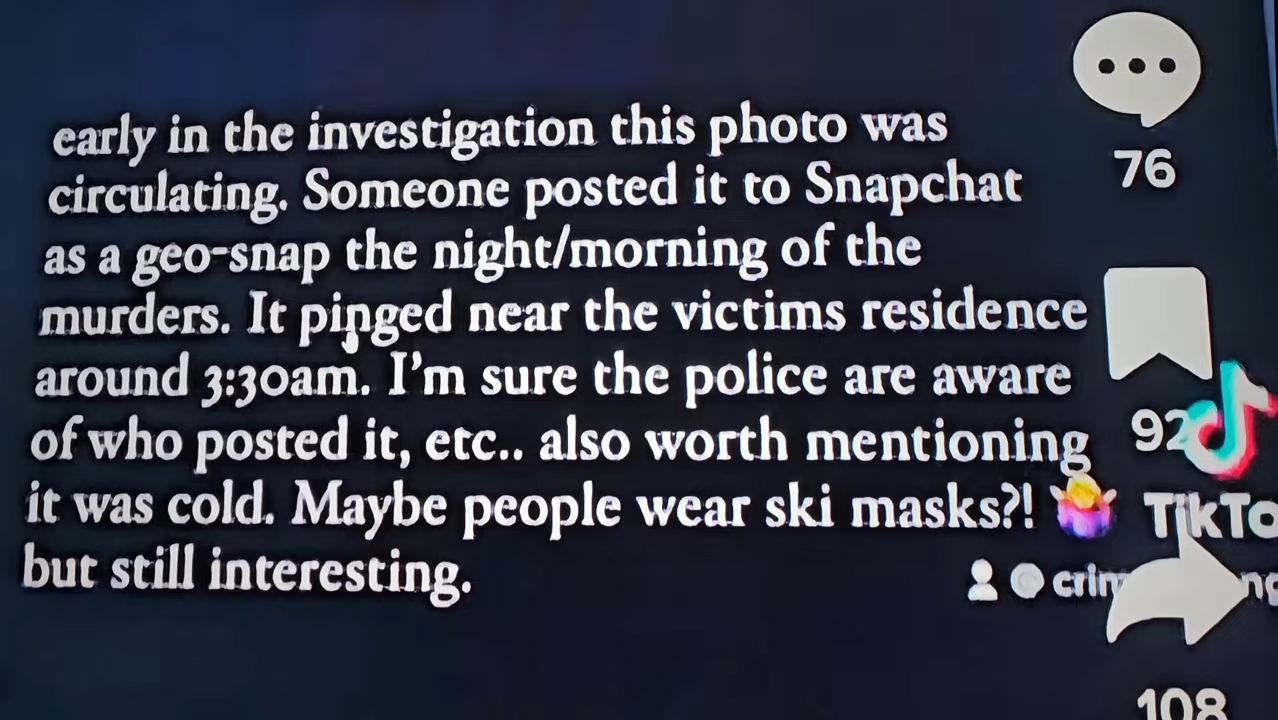 early in the investigation this photo was
circulating. Someone posted it to Snapchat
as a geo-snap the night/morning of the
murders. It pinged near the victims residence
around 3:30am. I'm sure the police are aware
of who posted it, etc.. also worth mentioning
it was cold. Maybe people wear ski masks?! 🤷
but still interesting.
76
TikTo
108